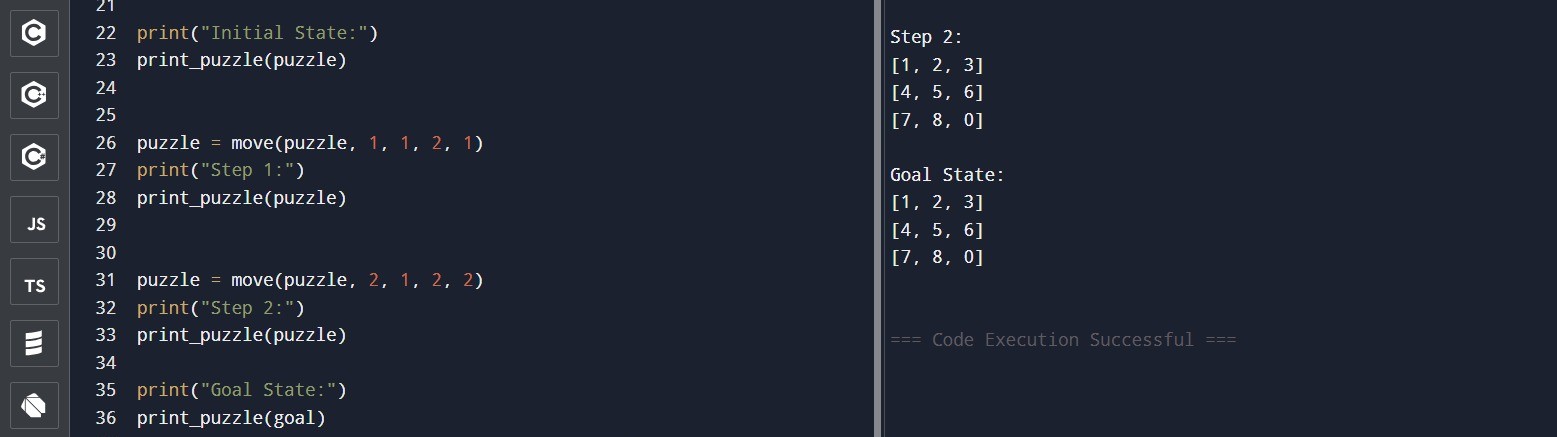 21
22 print("Initial State:")
23 print_puzzle(puzzle)
24
25
26 puzzle = move(puzzle, 1, 1, 2, 1)
27 print("Step 1:")
28 print_puzzle(puzzle)
29
30
31 puzzle = move(puzzle, 2, 1, 2, 2)
32 print("Step 2:")
33 print_puzzle(puzzle)
34
35 print("Goal State:")
36 print_puzzle(goal)
C
C++
C#
JS
TS
Step 2:
[1, 2, 3]
[4, 5, 6]
[7, 8, 0]
Goal State:
[1, 2, 3]
[4, 5, 6]
[7, 8, 0]
=== Code Execution Successful ===